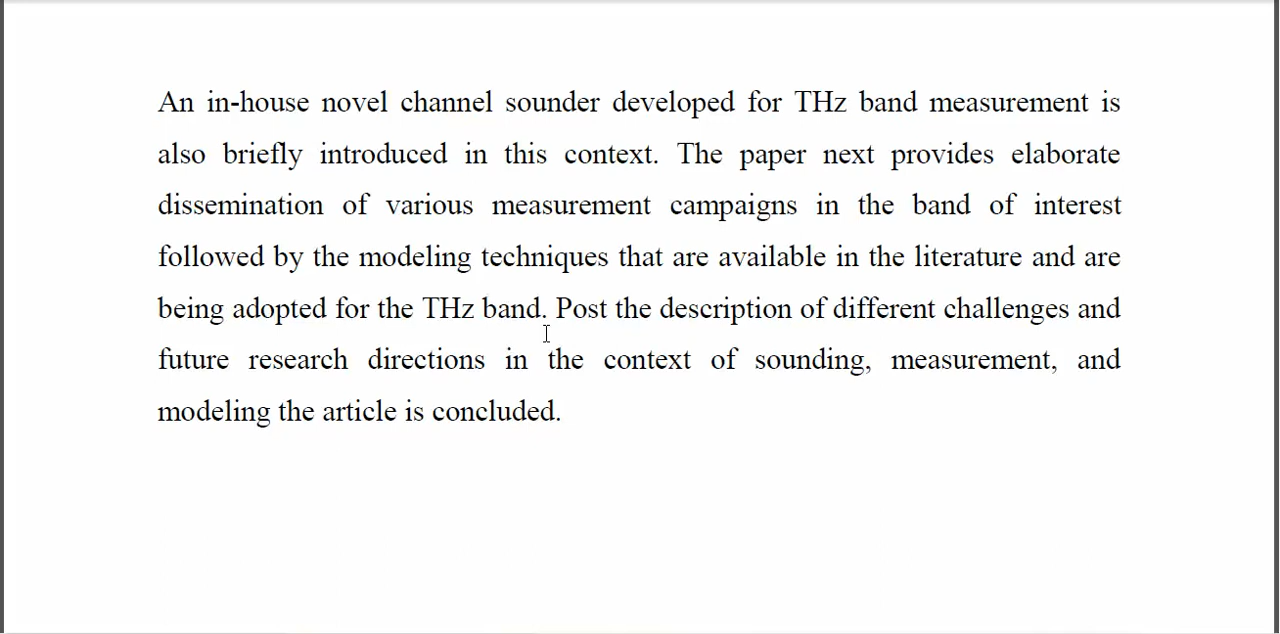 An in-house novel channel sounder developed for THz band measurement is
also briefly introduced in this context. The paper next provides elaborate
dissemination of various measurement campaigns in the band of interest
followed by the modeling techniques that are available in the literature and are
being adopted for the THz band. Post the description of different challenges and
future research directions in the context of sounding, measurement, and
modeling the article is concluded.